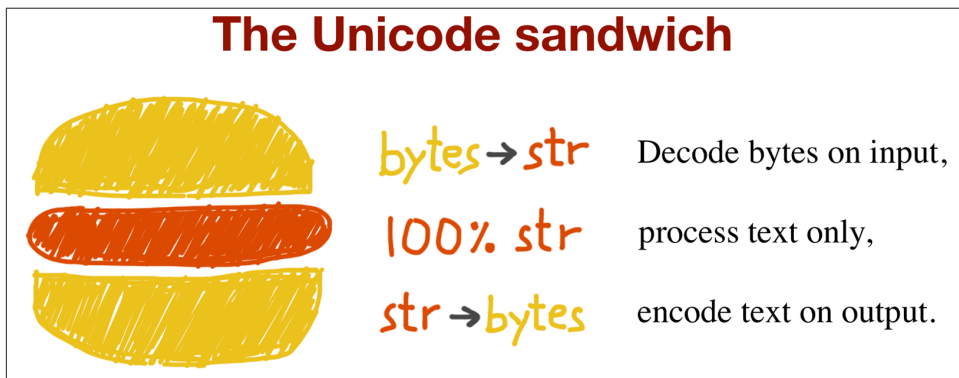 The Unicode sandwich
bytes→str Decode bytes on input,
100% str process text only,
str→bytes encode text on output.